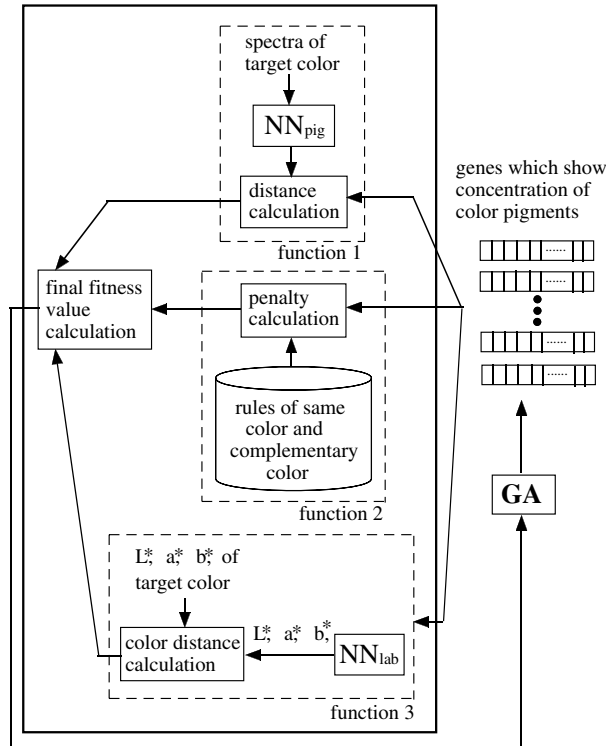 spectra of
target color
NNpig
distance
calculation
function 1
genes which show
concentration of
color pigments
......
......
......
......
final fitness
value
calculation
penalty
calculation
rules of same
color and
complementary
color
function 2
GA
L*, a*, b*, of
target color
color distance
calculation
L*, a*, b*,
NNlab
function 3